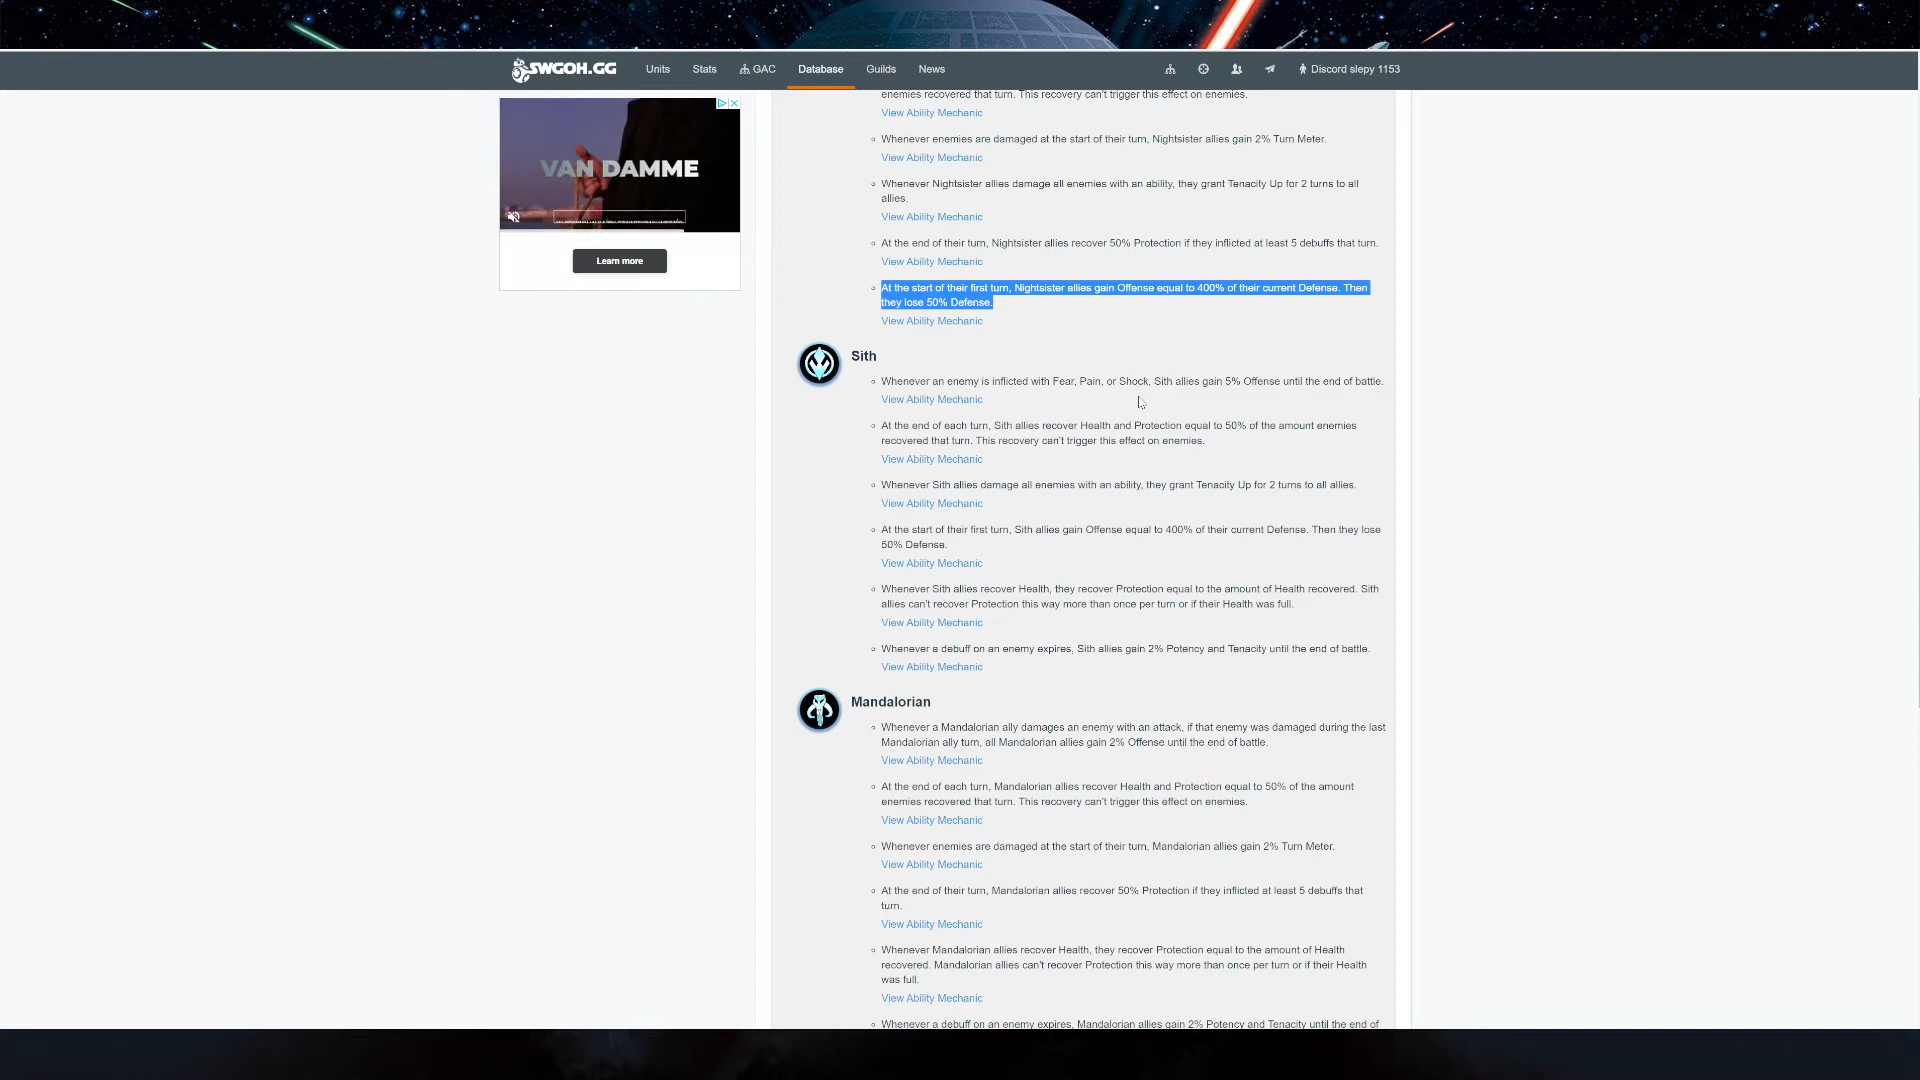 SWGOH.GG
Units
Stats
GAC
Database
Guilds
News
Discord slepy 1153
VAN DAMME
Learn more
enemies recovered that turn. This recovery can't trigger this effect on enemies.
View Ability Mechanic
Whenever enemies are damaged at the start of their turn, Nightsister allies gain 2% Turn Meter.
View Ability Mechanic
Whenever Nightsister allies damage all enemies with an ability, they grant Tenacity Up for 2 turns to all
allies.
View Ability Mechanic
At the end of their turn, Nightsister allies recover 50% Protection if they inflicted at least 5 debuffs that turn.
View Ability Mechanic
At the start of their first turn, Nightsister allies gain Offense equal to 400% of their current Defense. Then
they lose 50% Defense.
View Ability Mechanic
Sith
Whenever an enemy is inflicted with Fear, Pain, or Shock, Sith allies gain 5% Offense until the end of battle.
View Ability Mechanic
At the end of each turn, Sith allies recover Health and Protection equal to 50% of the amount enemies
recovered that turn. This recovery can't trigger this effect on enemies.
View Ability Mechanic
Whenever Sith allies damage all enemies with an ability, they grant Tenacity Up for 2 turns to all allies.
View Ability Mechanic
At the start of their first turn, Sith allies gain Offense equal to 400% of their current Defense. Then they lose
50% Defense.
View Ability Mechanic
Whenever Sith allies recover Health, they recover Protection equal to the amount of Health recovered. Sith
allies can't recover Protection this way more than once per turn or if their Health was full.
View Ability Mechanic
Whenever a debuff on an enemy expires, Sith allies gain 2% Potency and Tenacity until the end of battle.
View Ability Mechanic
Mandalorian
Whenever a Mandalorian ally damages an enemy with an attack, if that enemy was damaged during the last
Mandalorian ally turn, all Mandalorian allies gain 2% Offense until the end of battle.
View Ability Mechanic
At the end of each turn, Mandalorian allies recover Health and Protection equal to 50% of the amount
enemies recovered that turn. This recovery can't trigger this effect on enemies.
View Ability Mechanic
Whenever enemies are damaged at the start of their turn, Mandalorian allies gain 2% Turn Meter.
View Ability Mechanic
At the end of their turn, Mandalorian allies recover 50% Protection if they inflicted at least 5 debuffs that
turn.
View Ability Mechanic
Whenever Mandalorian allies recover Health, they recover Protection equal to the amount of Health
recovered. Mandalorian allies can't recover Protection this way more than once per turn or if their Health
was full.
View Ability Mechanic
Whenever a debuff on an enemy expires, Mandalorian allies gain 2% Potency and Tenacity until the end of